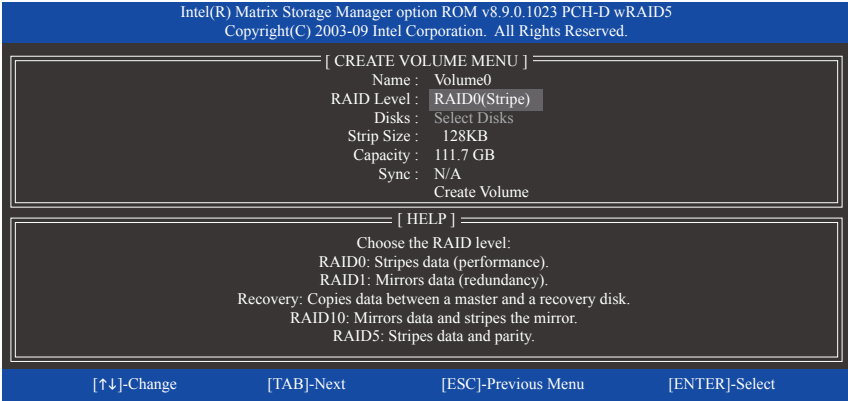 Intel(R) Matrix Storage Manager option ROM v8.9.0.1023 PCH-D wRAID5
Copyright(C) 2003-09 Intel Corporation. All Rights Reserved.
[ CREATE VOLUME MENU ]
Name : Volume0
RAID Level : RAID0(Stripe)
Disks : Select Disks
Strip Size : 128KB
Capacity : 111.7 GB
Sync : N/A
Create Volume
[ HELP ]
Choose the RAID level:
RAID0: Stripes data (performance).
RAID1: Mirrors data (redundancy).
Recovery: Copies data between a master and a recovery disk.
RAID10: Mirrors data and stripes the mirror.
RAID5: Stripes data and parity.
[↑↓]-Change [TAB]-Next [ESC]-Previous Menu [ENTER]-Select